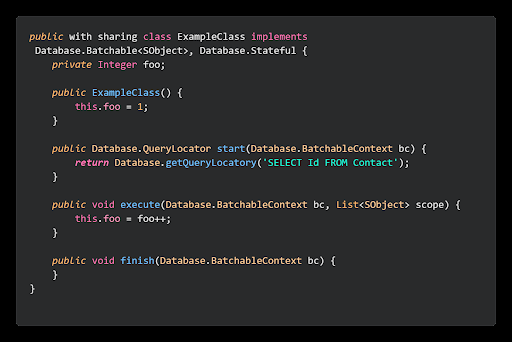 public with sharing class ExampleClass implements
Database.Batchable<SObject>, Database.Stateful {
private Integer foo;
public ExampleClass() {
this.foo = 1;
}
public Database.QueryLocator start(Database.BatchableContext bc) {
return Database.getQueryLocatory('SELECT Id FROM Contact');
}
public void execute(Database.BatchableContext bc, List<SObject> scope) {
this.foo = foo++;
}
public void finish(Database.BatchableContext bc) {
}
}